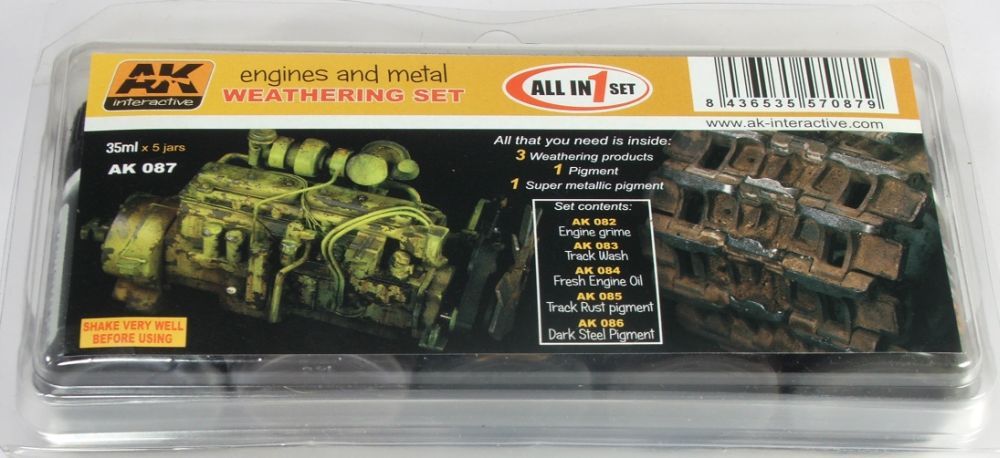 AK
interactive
engines and metal
WEATHERING SET
ALL IN 1 SET
8 436535 570879
www.ak-interactive.com
35ml x 5 jars
AK 087
All that you need is inside:
3 Weathering products
1 Pigment
1 Super metallic pigment
Set contents:
AK 082
Engine grime
AK 083
Track Wash
AK 084
Fresh Engine Oil
AK 085
Track Rust pigment
AK 086
Dark Steel Pigment
SHAKE VERY WELL
BEFORE USING